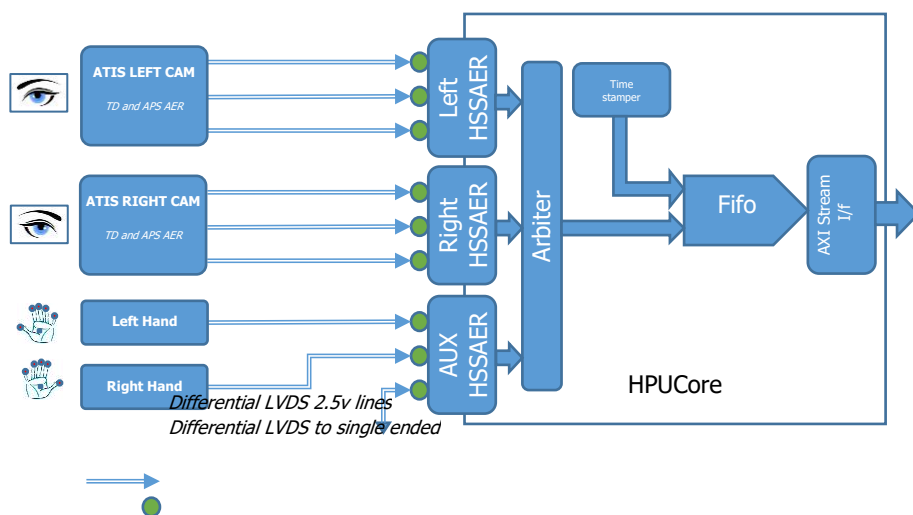 ATIS LEFT CAM
TD and APS AER
Left
HSSAER
Time
stamper
ATIS RIGHT CAM
TD and APS AER
Right
HSSAER
Arbiter
Fifo
AXI Stream
I/f
Left Hand
Right Hand
AUX
HSSAER
HPUCore
Differential LVDS 2.5v lines
Differential LVDS to single ended